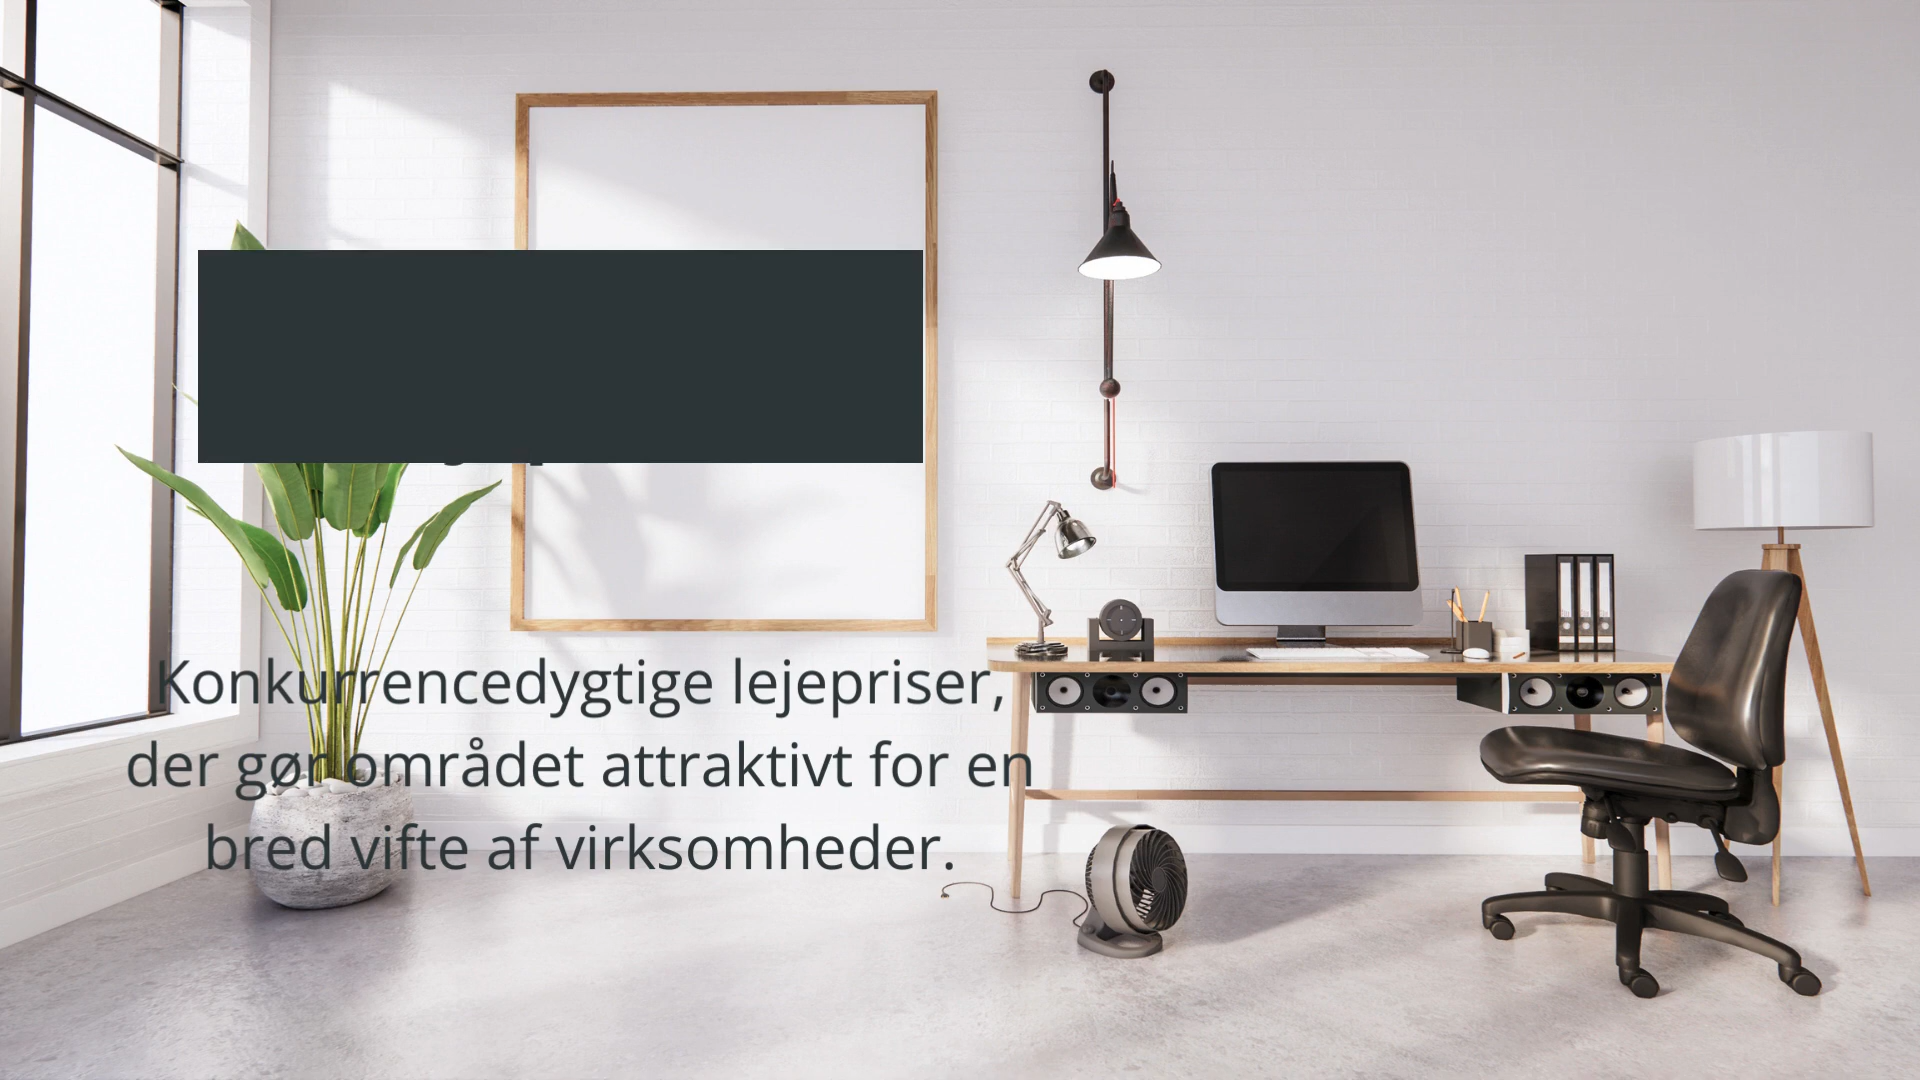 Konkurrencedygtige lejepriser,
der gør området attraktivt for en
bred vifte af virksomheder.